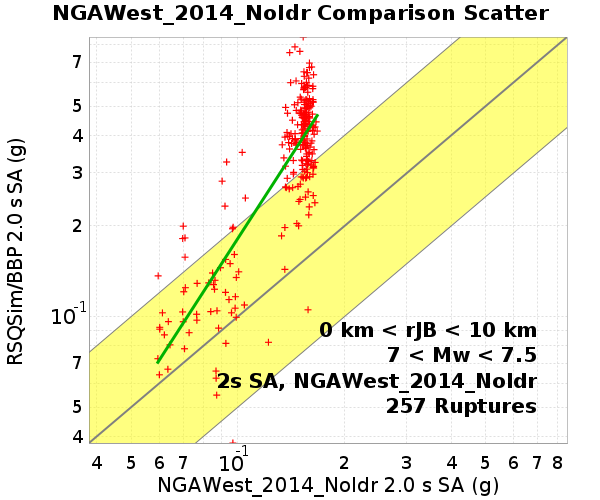 NGAWest_2014_NoIdr Comparison Scatter
RSQSim/BBP 2.0 s SA (g)
7
5
4
3
2
10-1
7
5
4
0 km < rJB < 10 km
7 < Mw < 7.5
2s SA, NGAWest_2014_NoIdr
257 Ruptures
4 5 6 7 10-1 2 3 4 5 6 7 8
NGAWest_2014_NoIdr 2.0 s SA (g)